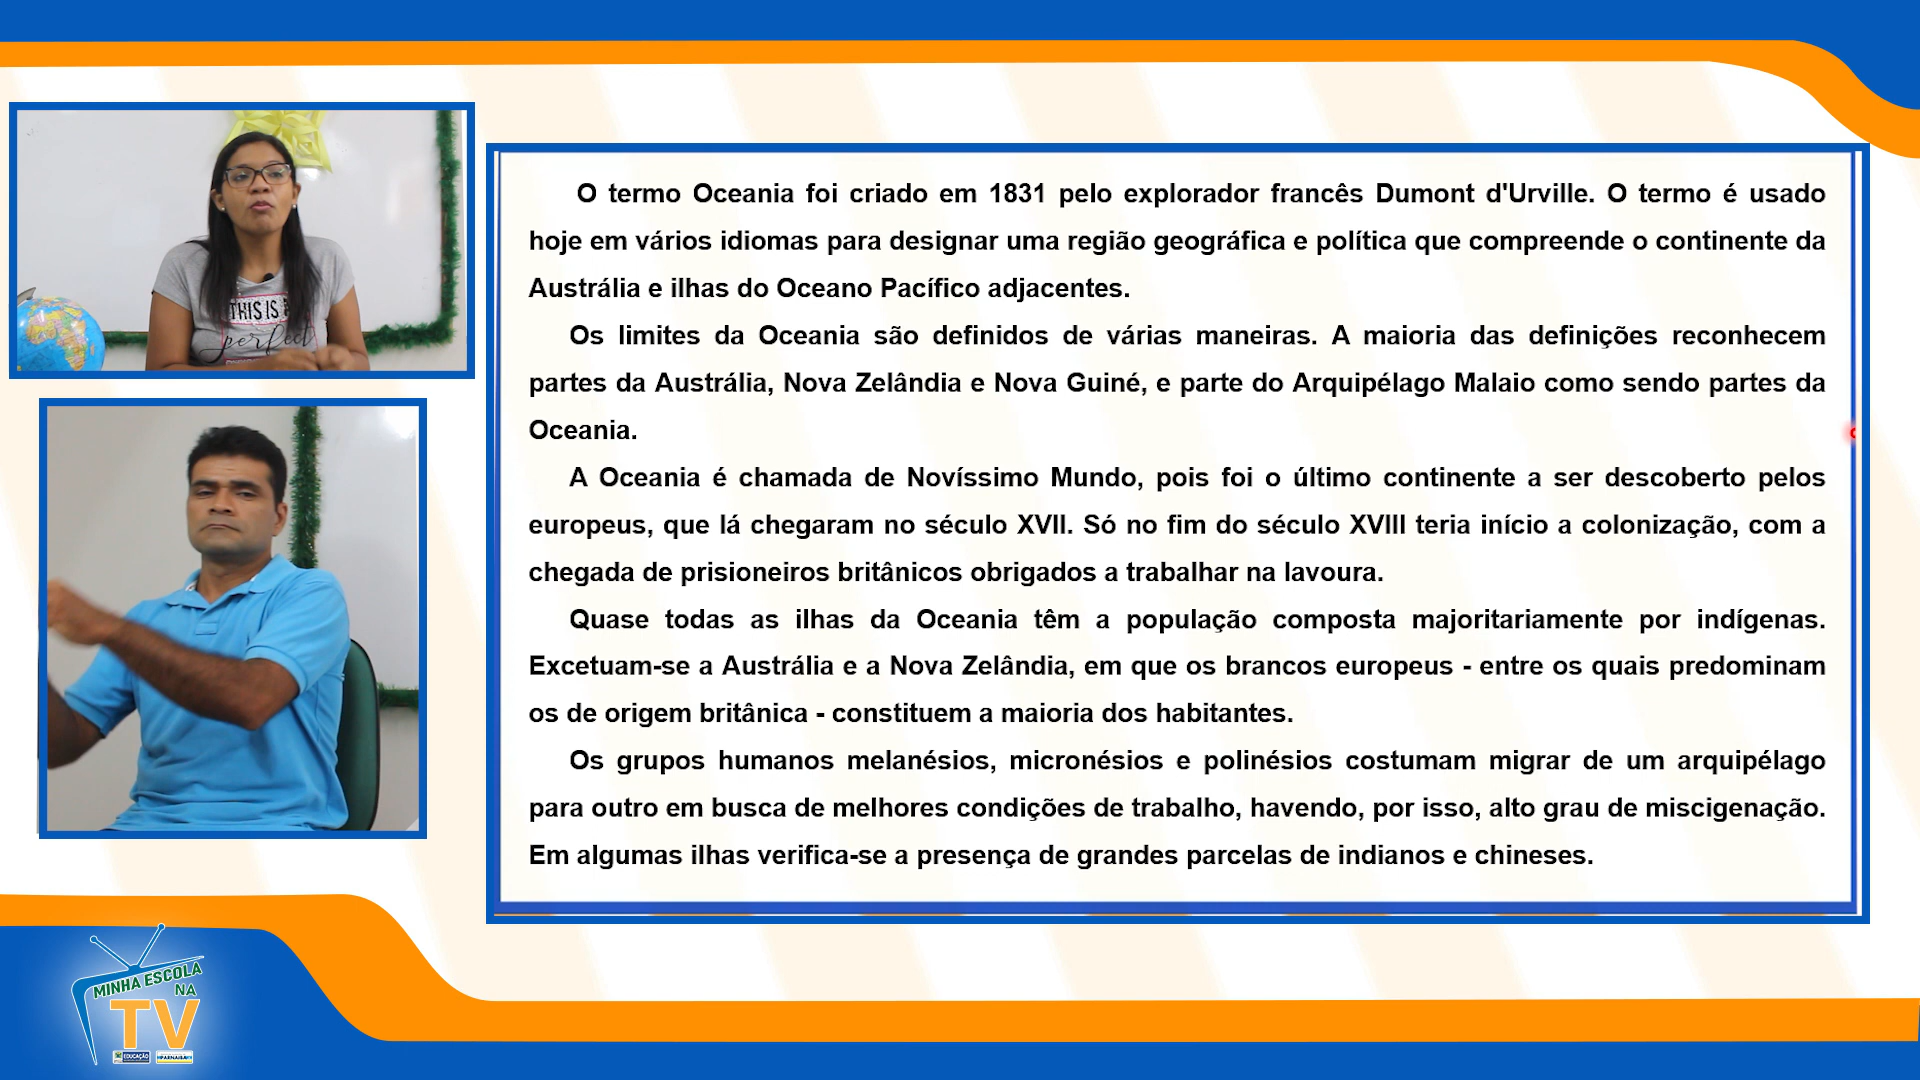 O termo Oceania foi criado em 1831 pelo explorador francês Dumont d'Urville. O termo é usado
hoje em vários idiomas para designar uma região geográfica e política que compreende o continente da
Austrália e ilhas do Oceano Pacífico adjacentes.
Os limites da Oceania são definidos de várias maneiras. A maioria das definições reconhecem
partes da Austrália, Nova Zelândia e Nova Guiné, e parte do Arquipélago Malaio como sendo partes da
Oceania.
A Oceania é chamada de Novíssimo Mundo, pois foi o último continente a ser descoberto pelos
europeus, que lá chegaram no século XVII. Só no fim do século XVIII teria início a colonização, com a
chegada de prisioneiros britânicos obrigados a trabalhar na lavoura.
Quase todas as ilhas da Oceania têm a população composta majoritariamente por indígenas.
Excetuam-se a Austrália e a Nova Zelândia, em que os brancos europeus - entre os quais predominam
os de origem britânica - constituem a maioria dos habitantes.
Os grupos humanos melanésios, micronésios e polinésios costumam migrar de um arquipélago
para outro em busca de melhores condições de trabalho, havendo, por isso, alto grau de miscigenação.
Em algumas ilhas verifica-se a presença de grandes parcelas de indianos e chineses.
THIS IS
perfect
MINHA ESCOLA
NA
TV
EDUCAÇÃO
PARNAÍBA